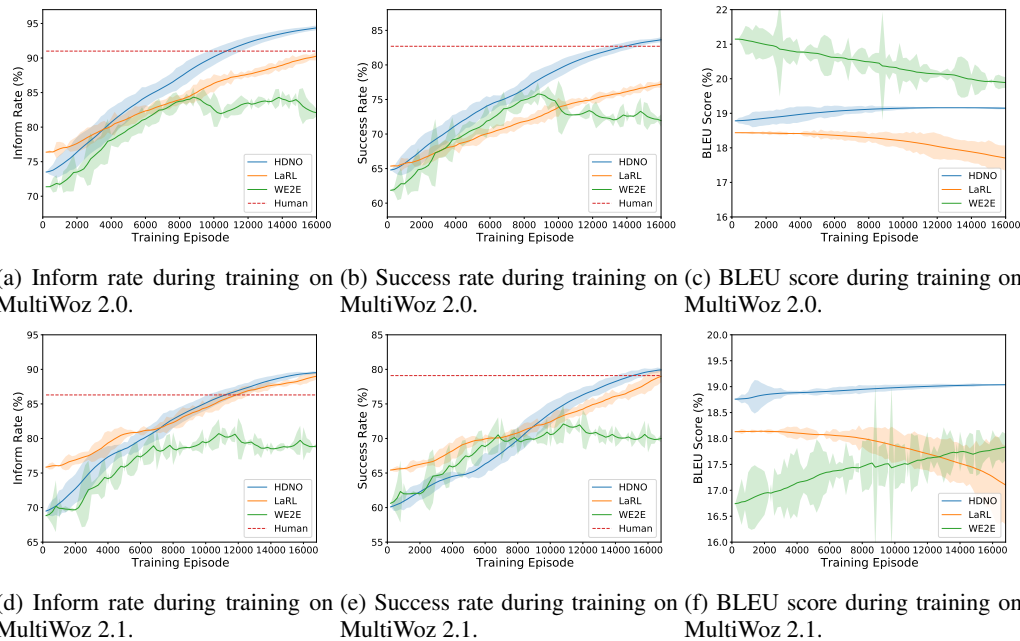 95
90
85
80
75
70
Inform Rate (%)
0 2000 4000 6000 8000 10000 12000 14000 16000
Training Episode
HDNO
LaRL
WE2E
Human
85
80
75
70
65
60
Success Rate (%)
0 2000 4000 6000 8000 10000 12000 14000 16000
Training Episode
HDNO
LaRL
WE2E
Human
22
21
20
19
18
17
16
BLEU Score (%)
0 2000 4000 6000 8000 10000 12000 14000 16000
Training Episode
HDNO
LaRL
WE2E
(a) Inform rate during training on
MultiWoz 2.0.
(b) Success rate during training on
MultiWoz 2.0.
(c) BLEU score during training on
MultiWoz 2.0.
95
90
85
80
75
70
65
Inform Rate (%)
0 2000 4000 6000 8000 10000 12000 14000 16000
Training Episode
HDNO
LaRL
WE2E
Human
85
80
75
70
65
60
55
Success Rate (%)
0 2000 4000 6000 8000 10000 12000 14000 16000
Training Episode
HDNO
LaRL
WE2E
Human
20.0
19.5
19.0
18.5
18.0
17.5
17.0
16.5
16.0
BLEU Score (%)
0 2000 4000 6000 8000 10000 12000 14000 16000
Training Episode
HDNO
LaRL
WE2E
(d) Inform rate during training on
MultiWoz 2.1.
(e) Success rate during training on
MultiWoz 2.1.
(f) BLEU score during training on
MultiWoz 2.1.